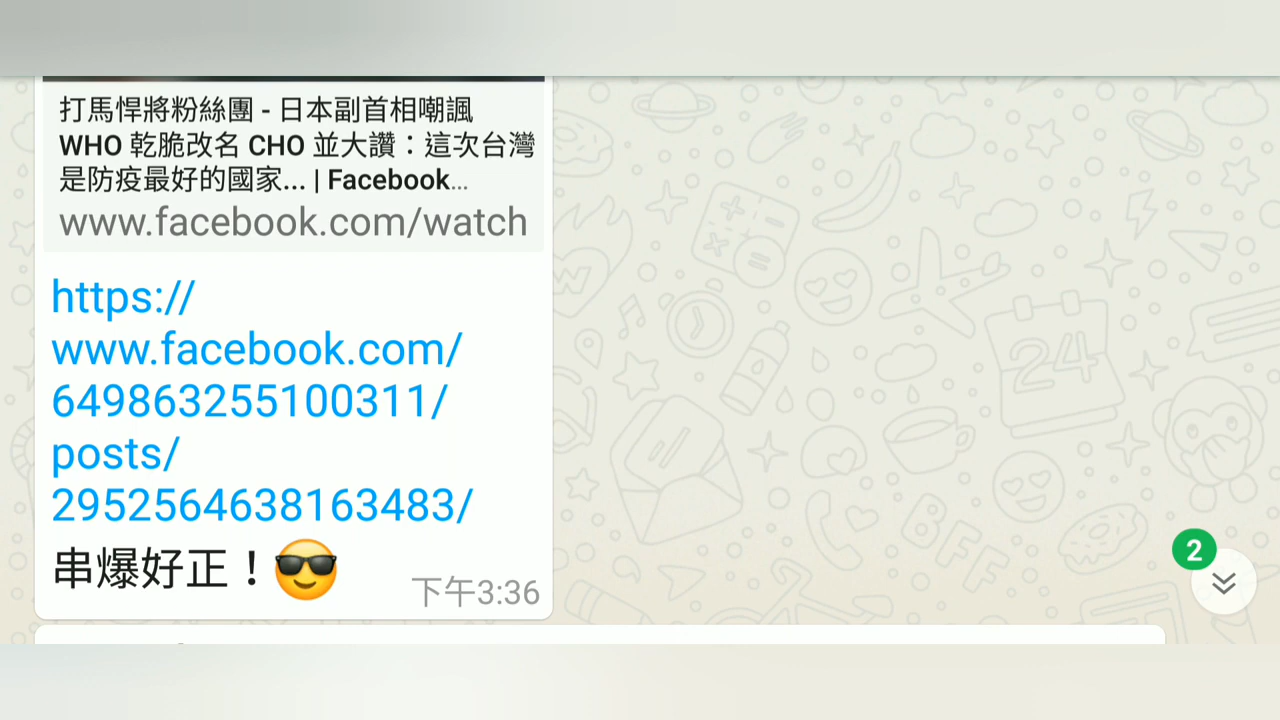 打馬悍將粉絲團 - 日本副首相嘲諷
WHO 乾脆改名 CHO 並大讚：這次台灣
是防疫最好的國家... | Facebook...
www.facebook.com/watch
https://
www.facebook.com/
649863255100311/
posts/
2952564638163483/
串爆好正！😎
下午3:36
2